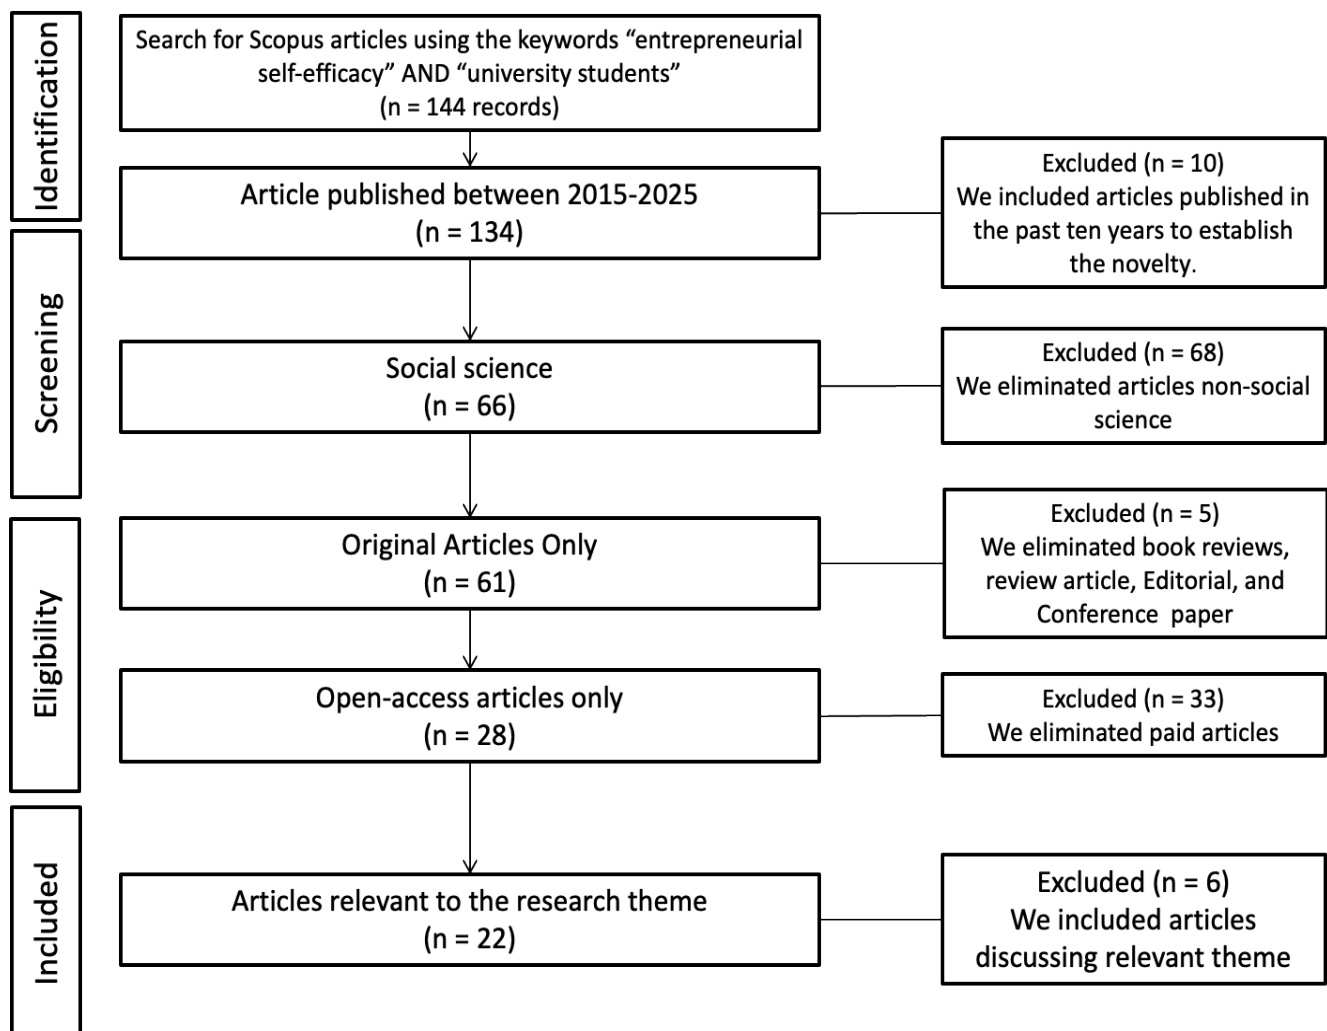 Identification
Search for Scopus articles using the keywords “entrepreneurial
self-efficacy” AND “university students”
(n = 144 records)
Article published between 2015-2025
(n = 134)
Excluded (n = 10)
We included articles published in
the past ten years to establish
the novelty.
Screening
Social science
(n = 66)
Excluded (n = 68)
We eliminated articles non-social
science
Eligibility
Original Articles Only
(n = 61)
Excluded (n = 5)
We eliminated book reviews,
review article, Editorial, and
Conference paper
Open-access articles only
(n = 28)
Excluded (n = 33)
We eliminated paid articles
Included
Articles relevant to the research theme
(n = 22)
Excluded (n = 6)
We included articles
discussing relevant theme